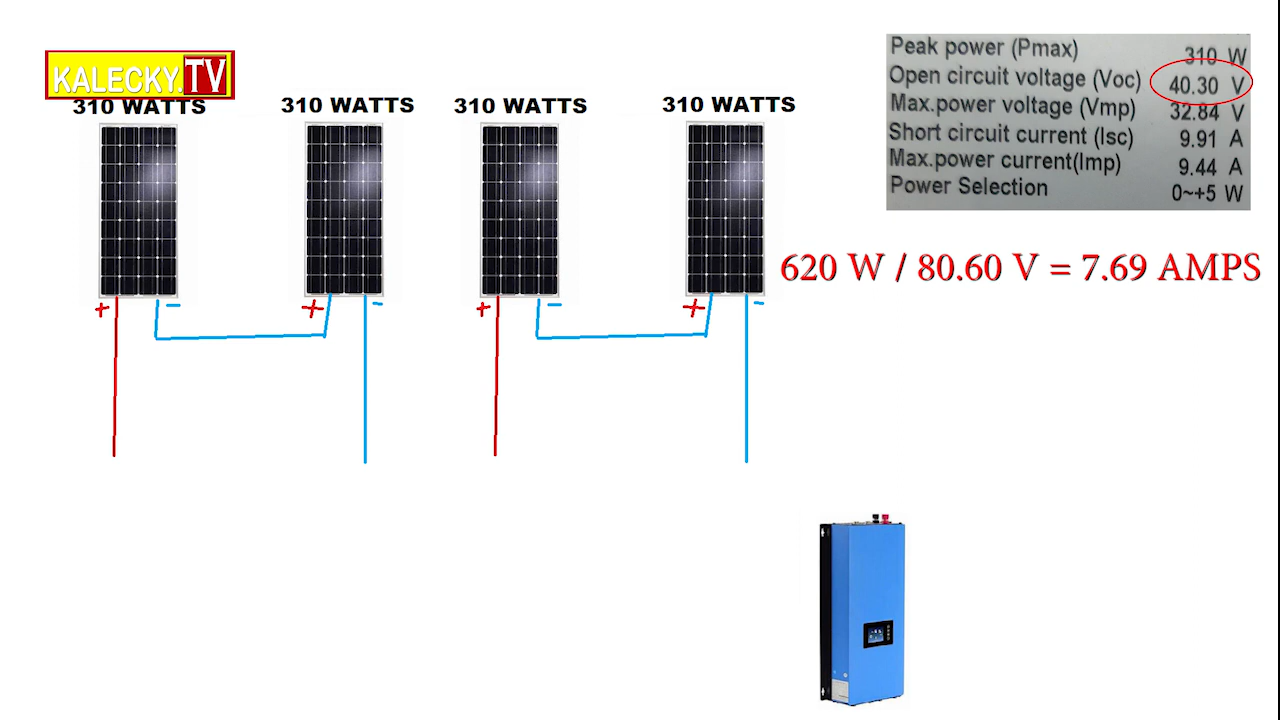 KALECKY.TV
310 WATTS
310 WATTS
310 WATTS
310 WATTS
Peak power (Pmax) 310 W
Open circuit voltage (Voc) 40.30 V
Max.power voltage (Vmp) 32.84 V
Short circuit current (Isc) 9.91 A
Max.power current(Imp) 9.44 A
Power Selection 0~+5 W
620 W / 80.60 V = 7.69 AMPS
+ − + - + − + -